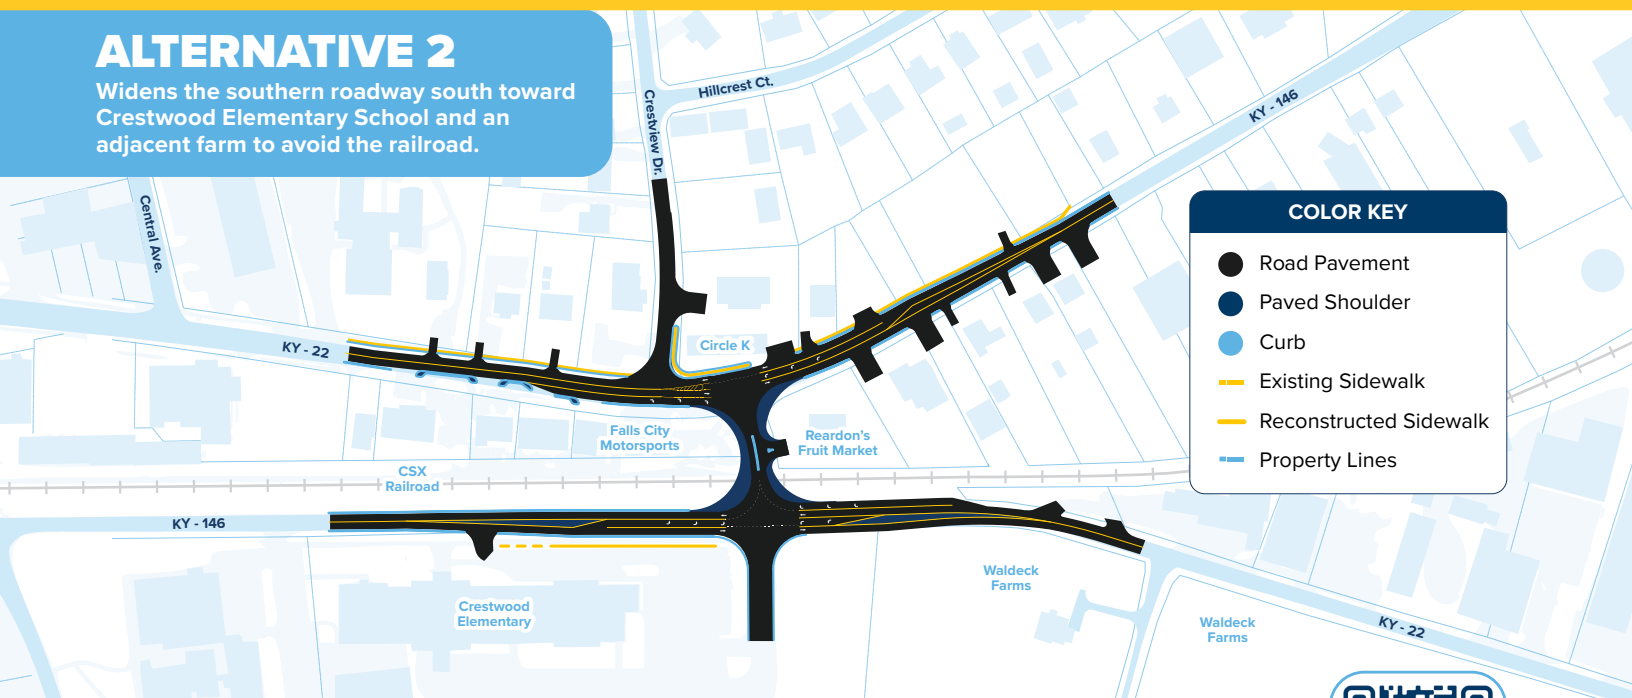 ALTERNATIVE 2
Widens the southern roadway south toward
Crestwood Elementary School and an
adjacent farm to avoid the railroad.
Crestview Dr.
Hillcrest Ct.
KY - 146
Central Ave.
COLOR KEY
Road Pavement
Paved Shoulder
Curb
Existing Sidewalk
Reconstructed Sidewalk
Property Lines
KY - 22
Circle K
Falls City
Motorsports
Reardon's
Fruit Market
CSX
Railroad
KY - 146
Crestwood
Elementary
Waldeck
Farms
Waldeck
Farms
KY - 22